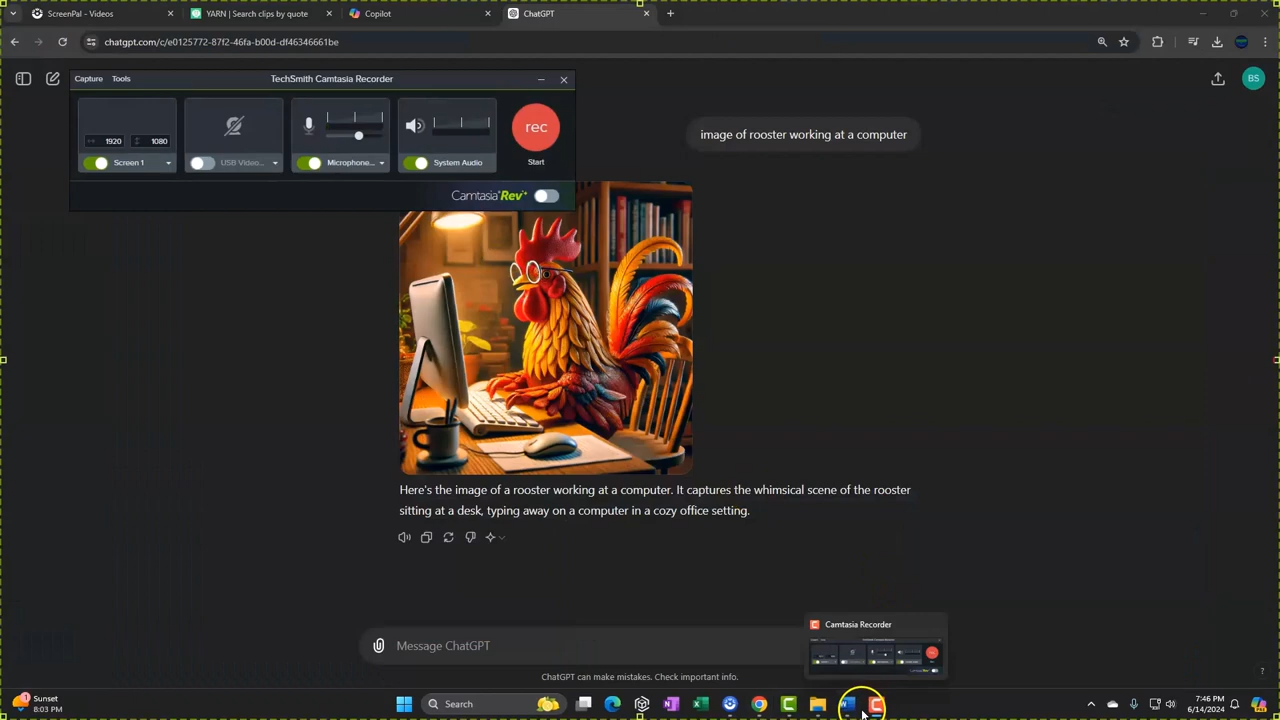 ScreenPal - Videos
YARN | Search clips by quote
Copilot
ChatGPT
chatgpt.com/c/e0125772-87f2-46fa-b00d-df46346661be
Capture Tools TechSmith Camtasia Recorder
BS
1920 1080
rec
Screen 1 USB Video... Microphone... System Audio Start
Camtasia Rev
image of rooster working at a computer
Here's the image of a rooster working at a computer. It captures the whimsical scene of the rooster
sitting at a desk, typing away on a computer in a cozy office setting.
Camtasia Recorder
Message ChatGPT
ChatGPT can make mistakes. Check important info.
?
1
Sunset
8:03 PM
Search
7:46 PM
6/14/2024